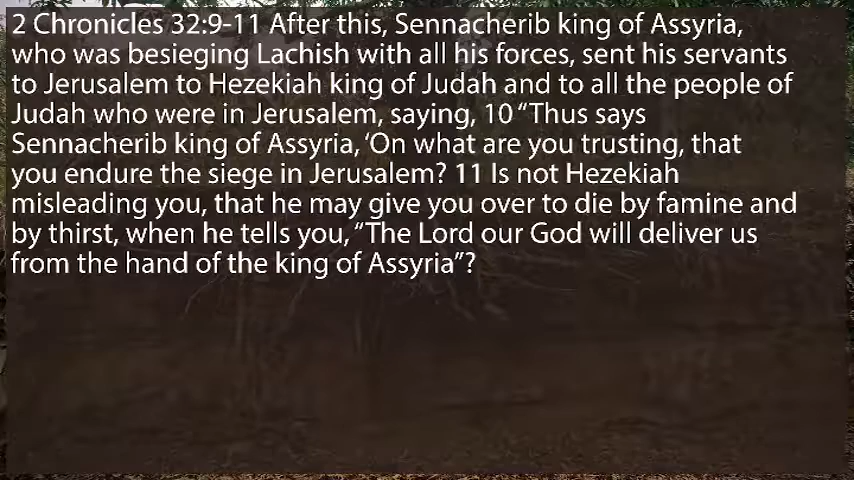 2 Chronicles 32:9-11 After this, Sennacherib king of Assyria,
who was besieging Lachish with all his forces, sent his servants
to Jerusalem to Hezekiah king of Judah and to all the people of
Judah who were in Jerusalem, saying, 10 “Thus says
Sennacherib king of Assyria, ‘On what are you trusting, that
you endure the siege in Jerusalem? 11 Is not Hezekiah
misleading you, that he may give you over to die by famine and
by thirst, when he tells you, “The Lord our God will deliver us
from the hand of the king of Assyria”?